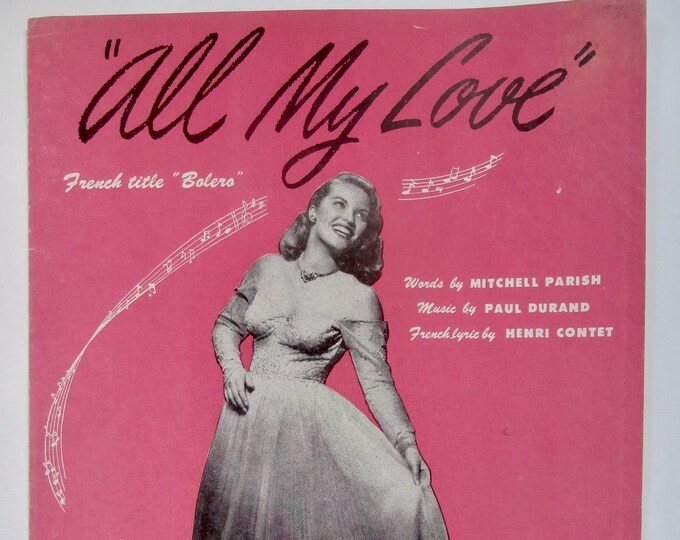 "All My Love"
French title "Bolero"
Words by MITCHELL PARISH
Music by PAUL DURAND
French lyric by HENRI CONTET